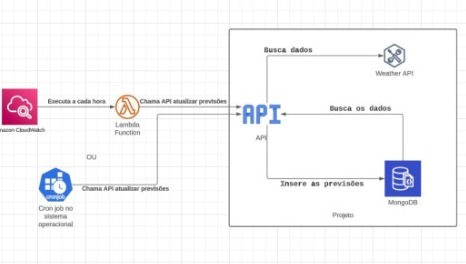 Busca dados
Weather API
Executa a cada hora
Chama API atualizar previsões
Amazon CloudWatch
Lambda
Function
API
API
Busca os dados
OU
Chama API atualizar previsões
Insere as previsões
MongoDB
Cron job no
sistema
operacional
Projeto